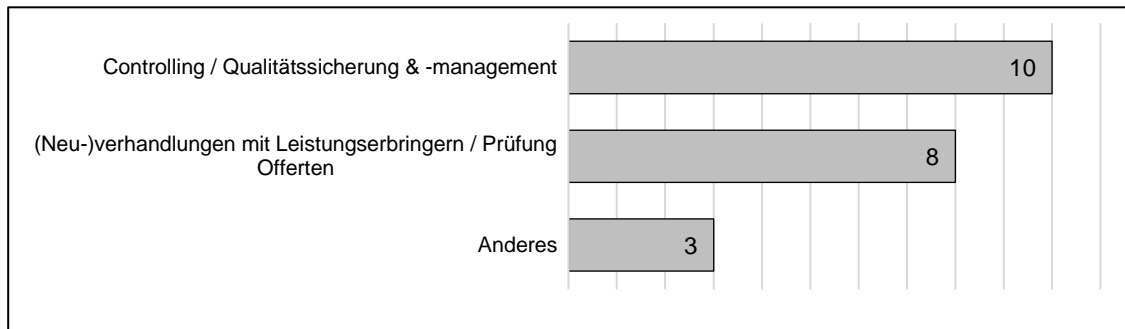 Controlling / Qualitätssicherung & -management
10
(Neu-)verhandlungen mit Leistungserbringern / Prüfung
Offerten
8
Anderes
3